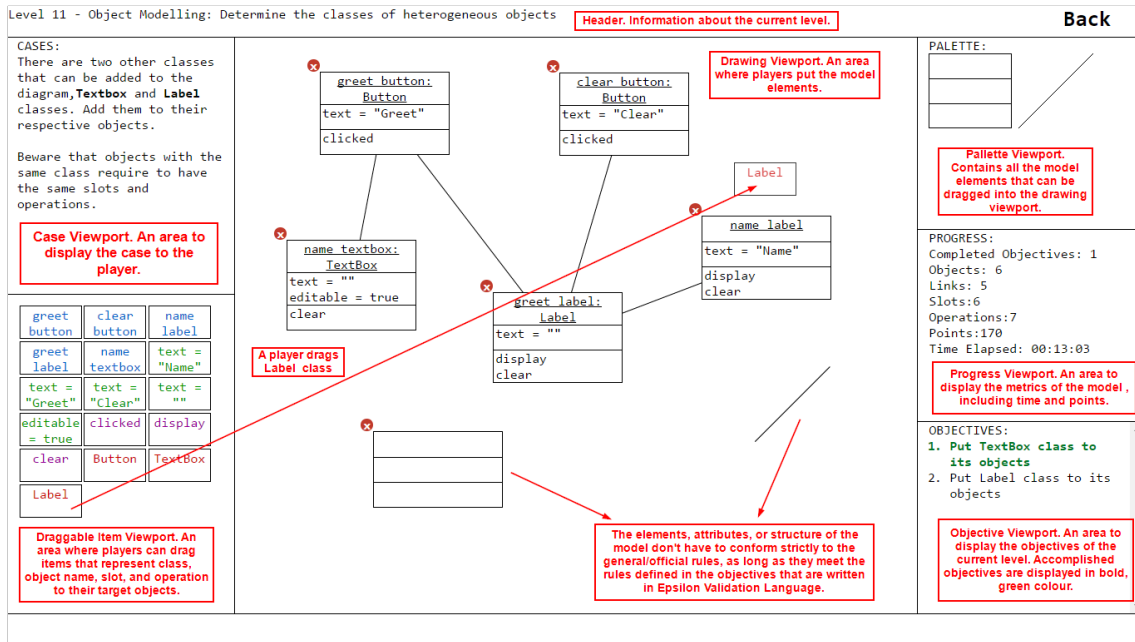 Level 11 - Object Modelling: Determine the classes of heterogeneous objects
Header. Information about the current level.
Back
CASES:
There are two other classes
that can be added to the
diagram,Textbox and Label
classes. Add them to their
respective objects.
Beware that objects with the
same class require to have
the same slots and
operations.
Case Viewport. An area to
display the case to the
player.
greet
button
clear
button
name
label
greet
label
name
textbox
text =
"Name"
text =
"Greet"
text =
"Clear"
text =
""
editable
= true
clicked
display
clear
Button
TextBox
Label
Draggable Item Viewport. An
area where players can drag
items that represent class,
object name, slot, and operation
to their target objects.
greet button:
Button
text = "Greet"
clicked
clear button:
Button
text = "Clear"
clicked
Drawing Viewport. An area
where players put the model
elements.
Label
name label
text = "Name"
display
clear
name textbox:
TextBox
text = ""
editable = true
clear
greet label:
Label
text = ""
display
clear
A player drags
Label class
The elements, attributes, or structure of the
model don't have to conform strictly to the
general/official rules, as long as they meet the
rules defined in the objectives that are written
in Epsilon Validation Language.
PALETTE:
Pallette Viewport.
Contains all the model
elements that can be
dragged into the drawing
viewport.
PROGRESS:
Completed Objectives: 1
Objects: 6
Links: 5
Slots:6
Operations:7
Points:170
Time Elapsed: 00:13:03
Progress Viewport. An area to
display the metrics of the model ,
including time and points.
OBJECTIVES:
1. Put TextBox class to
its objects
2. Put Label class to its
objects
Objective Viewport. An area to
display the objectives of the
current level. Accomplished
objectives are displayed in bold,
green colour.